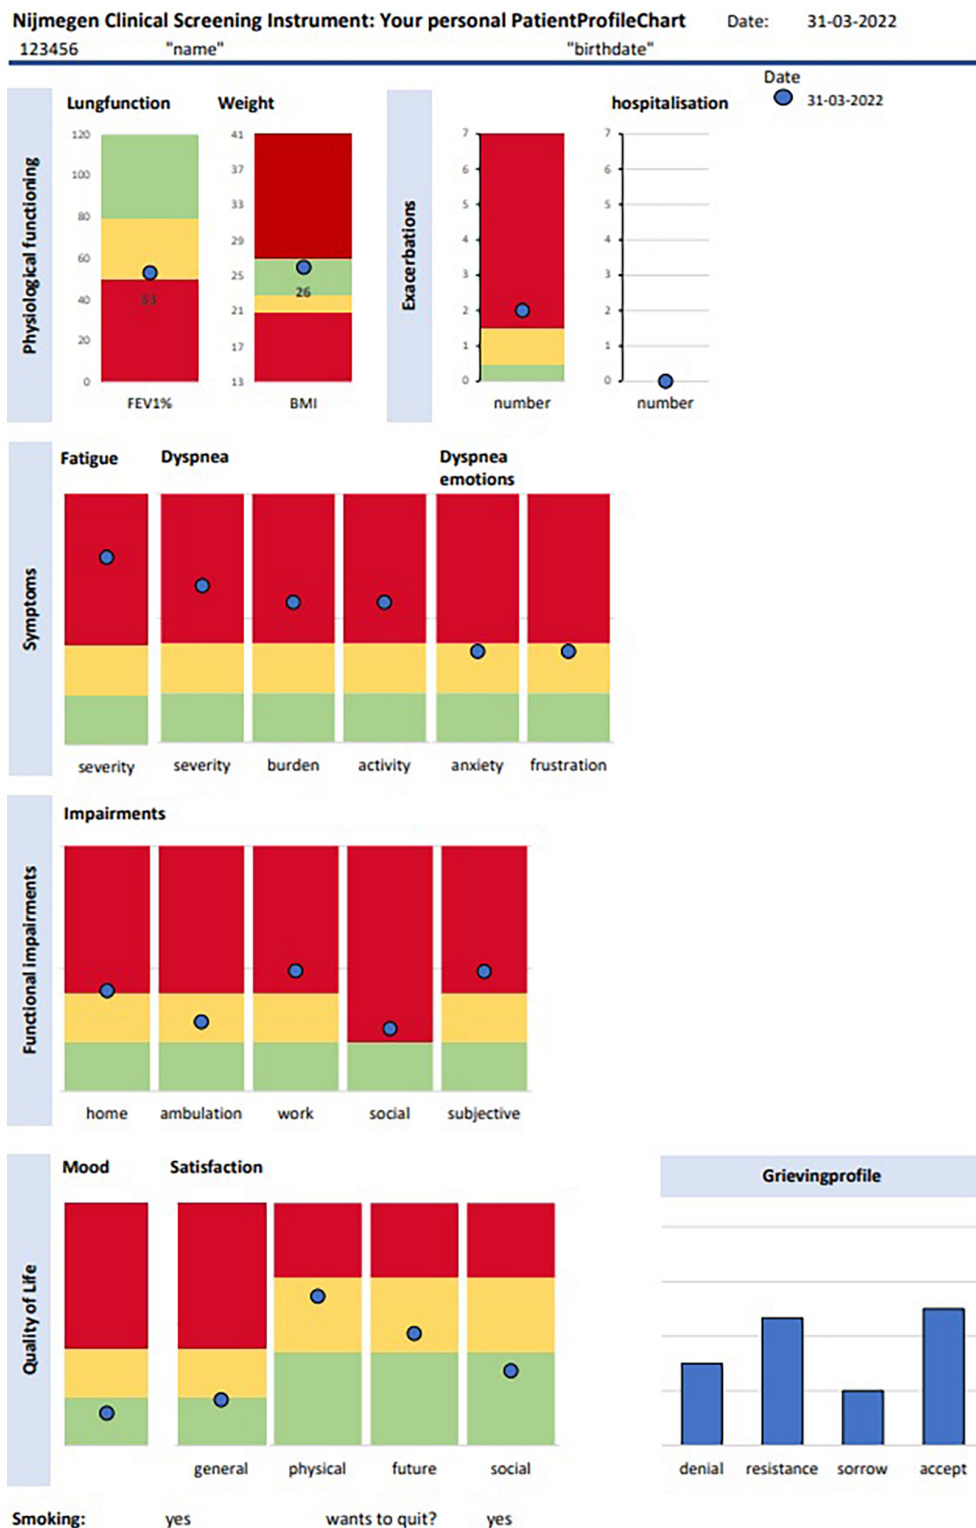 Nijmegen Clinical Screening Instrument: Your personal PatientProfileChart Date: 31-03-2022
123456 "name" "birthdate"
Date
31-03-2022
Physiological functioning
Lungfunction Weight
120
100
80
60
40
20
0
53
FEV1%
41
37
33
29
25
21
17
13
26
BMI
Exacerbations
hospitalisation
7
6
5
4
3
2
1
0
number
7
6
5
4
3
2
1
0
number
Symptoms
Fatigue Dyspnea Dyspnea
emotions
severity severity burden activity anxiety frustration
Functional impairments
Impairments
home ambulation work social subjective
Quality of Life
Mood Satisfaction
general physical future social
Grievingprofile
denial resistance sorrow accept
Smoking: yes wants to quit? yes